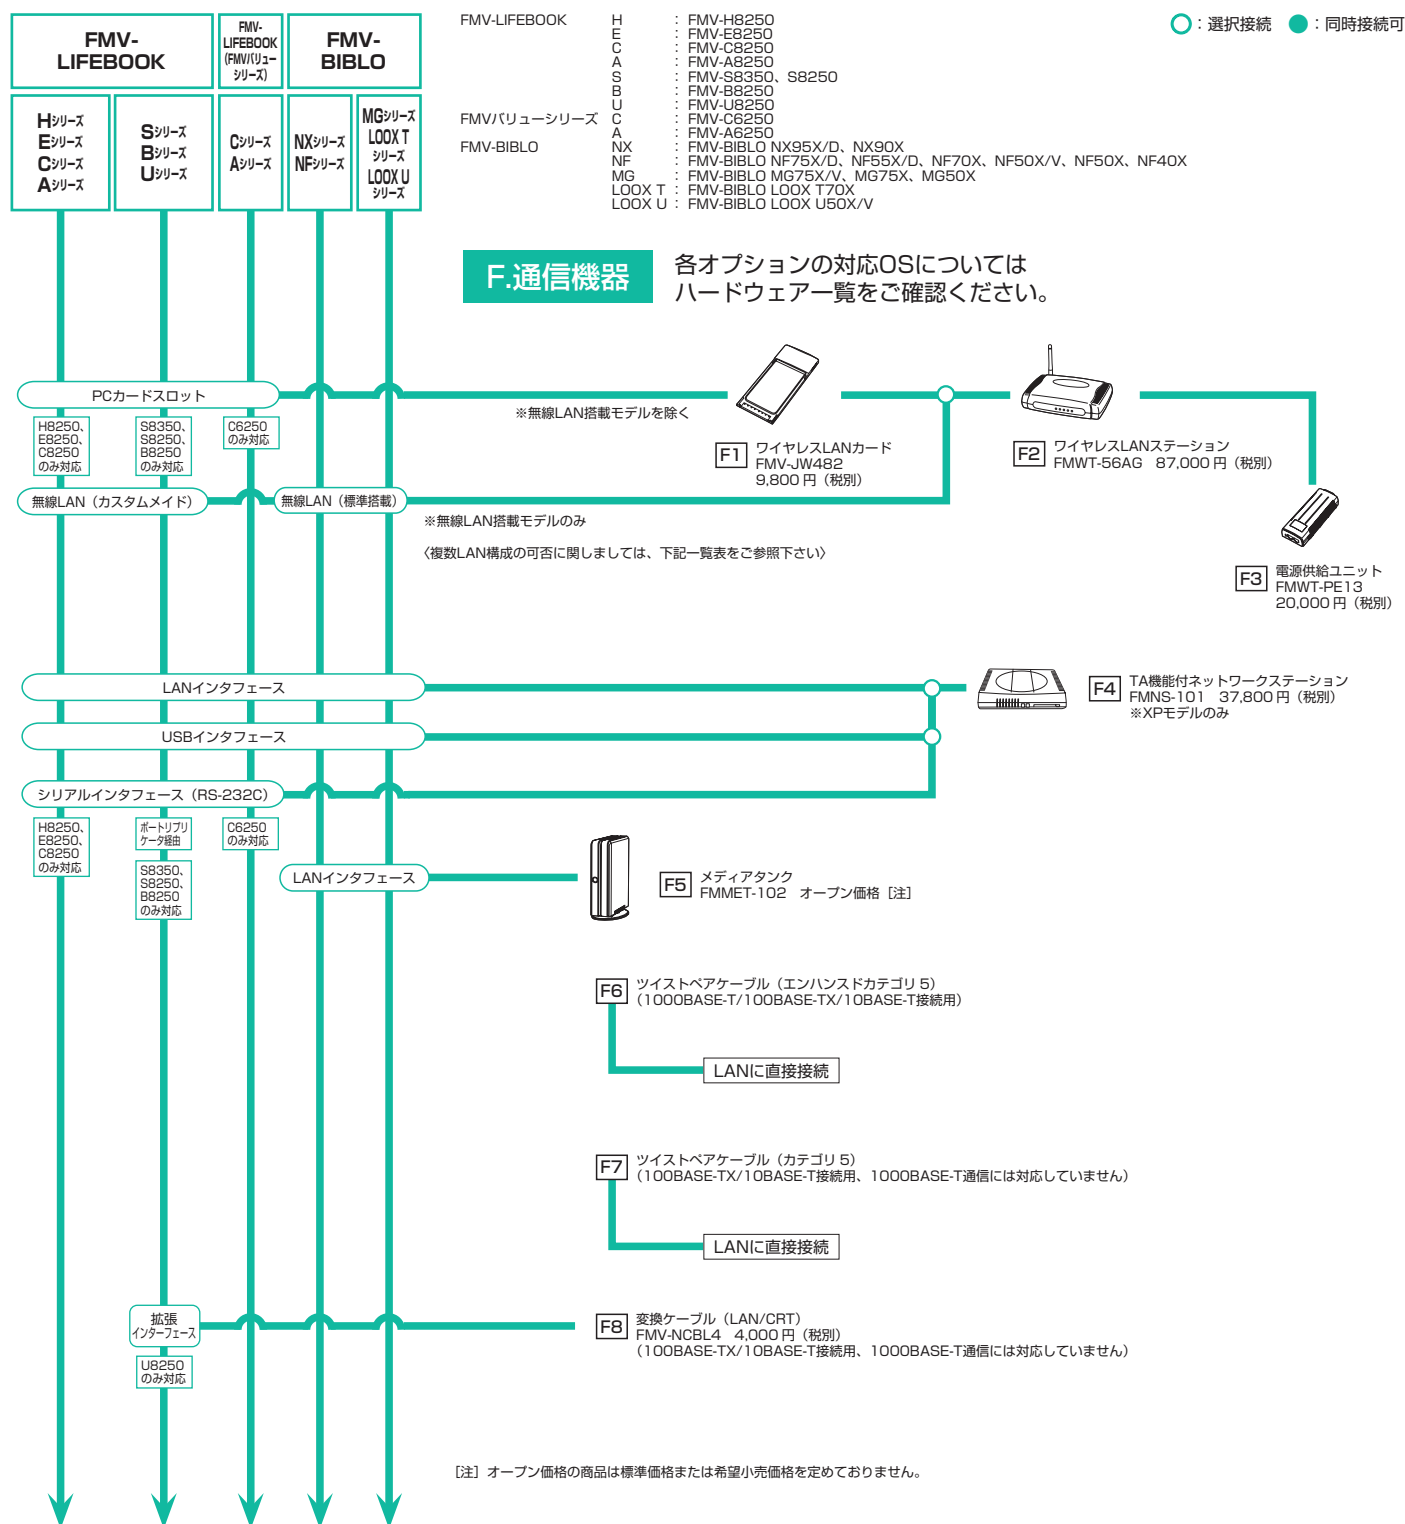 FMV-
LIFEBOOK
FMV-
LIFEBOOK
(FMVバリュー
シリーズ)
FMV-
BIBLO
Hシリーズ
Eシリーズ
Cシリーズ
Aシリーズ
Sシリーズ
Bシリーズ
Uシリーズ
Cシリーズ
Aシリーズ
NXシリーズ
NFシリーズ
MGシリーズ
LOOX T
シリーズ
LOOX U
シリーズ
FMV-LIFEBOOK H : FMV-H8250
E : FMV-E8250
C : FMV-C8250
A : FMV-A8250
S : FMV-S8350、S8250
B : FMV-B8250
U : FMV-U8250
FMVバリューシリーズ C : FMV-C6250
A : FMV-A6250
FMV-BIBLO NX : FMV-BIBLO NX95X/D、NX90X
NF : FMV-BIBLO NF75X/D、NF55X/D、NF70X、NF50X/V、NF50X、NF40X
MG : FMV-BIBLO MG75X/V、MG75X、MG50X
LOOX T : FMV-BIBLO LOOX T70X
LOOX U : FMV-BIBLO LOOX U50X/V
○:選択接続 ●:同時接続可
F.通信機器
各オプションの対応OSについては
ハードウェア一覧をご確認ください。
PCカードスロット
※無線LAN搭載モデルを除く
H8250、
E8250、
C8250
のみ対応
S8350、
S8250、
B8250
のみ対応
C6250
のみ対応
F1 ワイヤレスLANカード
FMV-JW482
9,800円(税別)
F2 ワイヤレスLANステーション
FMWT-56AG 87,000円(税別)
無線LAN(カスタムメイド)
無線LAN(標準搭載)
※無線LAN搭載モデルのみ
〈複数LAN構成の可否に関しましては、下記一覧表をご参照下さい〉
F3 電源供給ユニット
FMWT-PE13
20,000円(税別)
LANインタフェース
F4 TA機能付ネットワークステーション
FMNS-101 37,800円(税別)
※XPモデルのみ
USBインタフェース
シリアルインタフェース(RS-232C)
H8250、
E8250、
C8250
のみ対応
ポートリプリ
ケータ経由
S8350、
S8250、
B8250
のみ対応
C6250
のみ対応
LANインタフェース
F5 メディアタンク
FMMET-102 オープン価格[注]
F6 ツイストペアケーブル(エンハンスドカテゴリ5)
(1000BASE-T/100BASE-TX/10BASE-T接続用)
LANに直接接続
F7 ツイストペアケーブル(カテゴリ5)
(100BASE-TX/10BASE-T接続用、1000BASE-T通信には対応していません)
LANに直接接続
拡張
インターフェース
U8250
のみ対応
F8 変換ケーブル(LAN/CRT)
FMV-NCBL4 4,000円(税別)
(100BASE-TX/10BASE-T接続用、1000BASE-T通信には対応していません)
[注]オープン価格の商品は標準価格または希望小売価格を定めておりません。